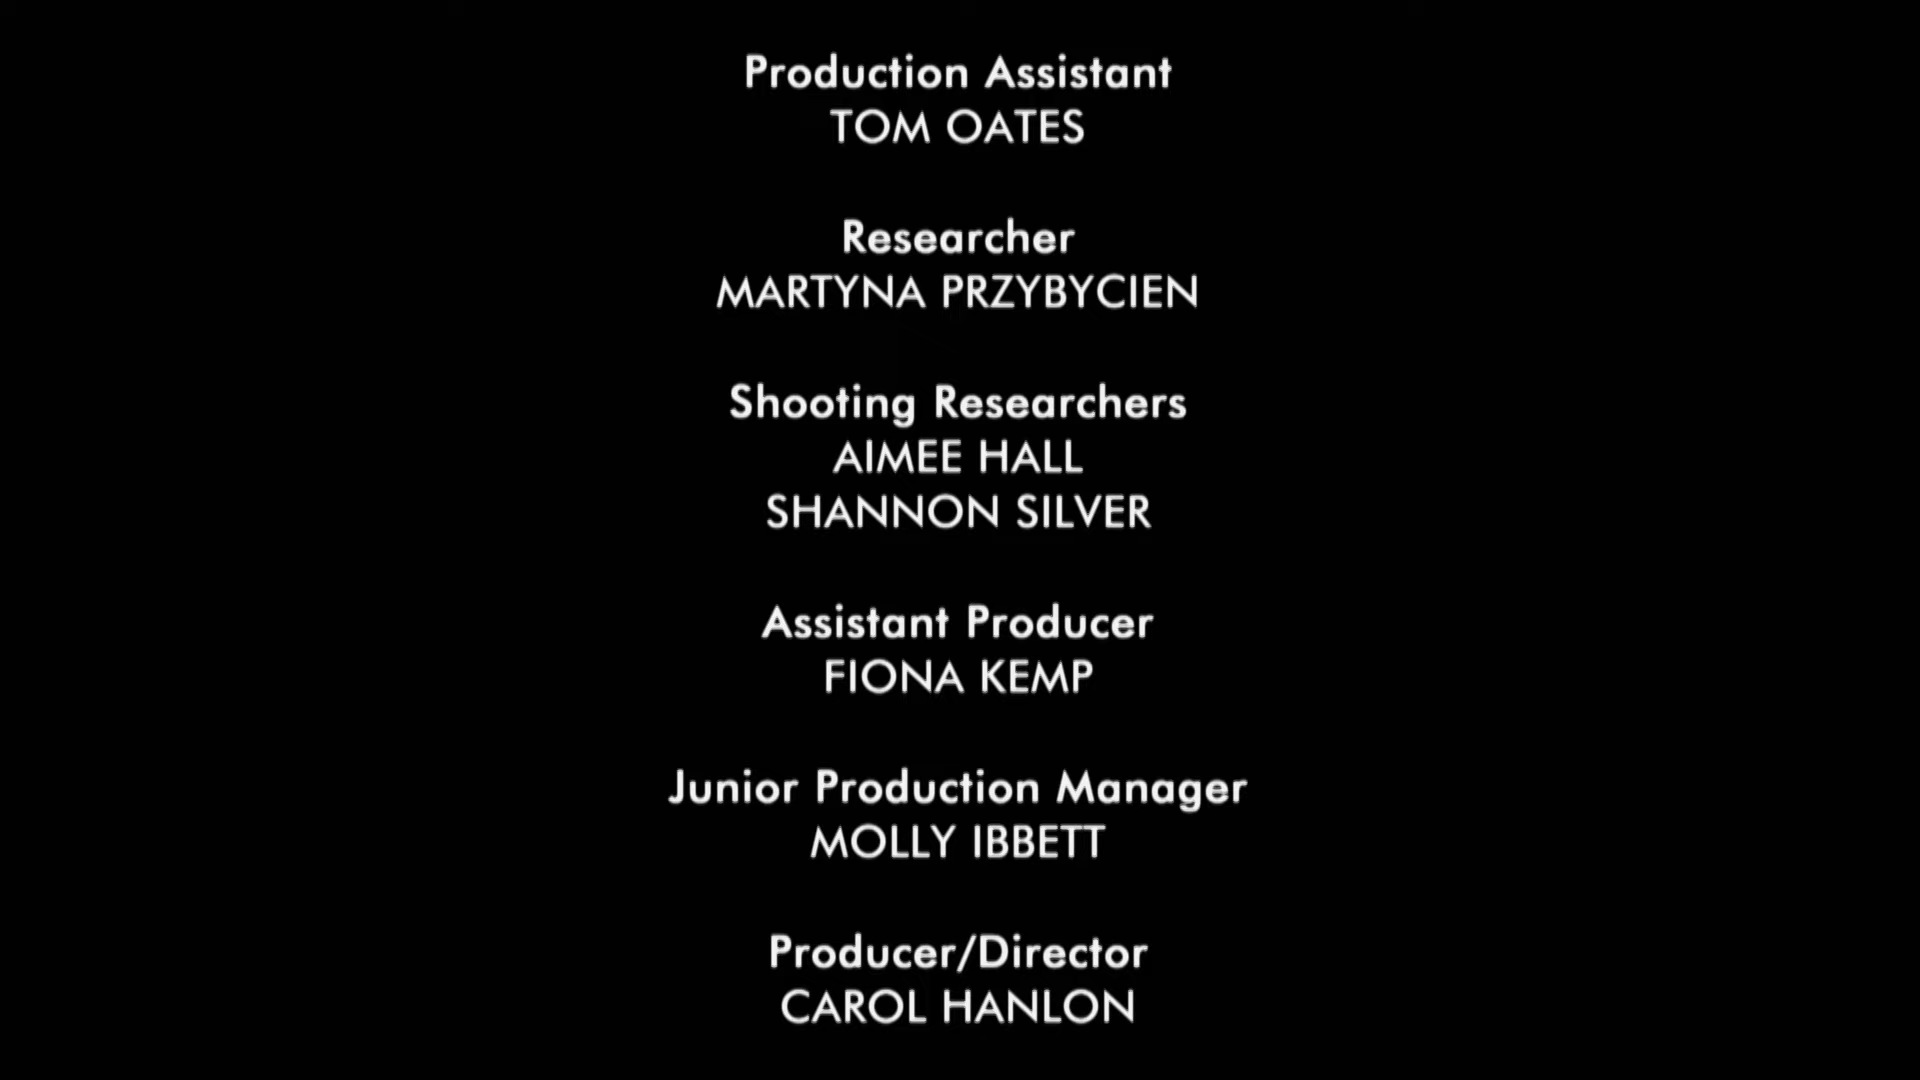 Production Assistant
TOM OATES
Researcher
MARTYNA PRZYBYCIEN
Shooting Researchers
AIMEE HALL
SHANNON SILVER
Assistant Producer
FIONA KEMP
Junior Production Manager
MOLLY IBBETT
Producer/Director
CAROL HANLON